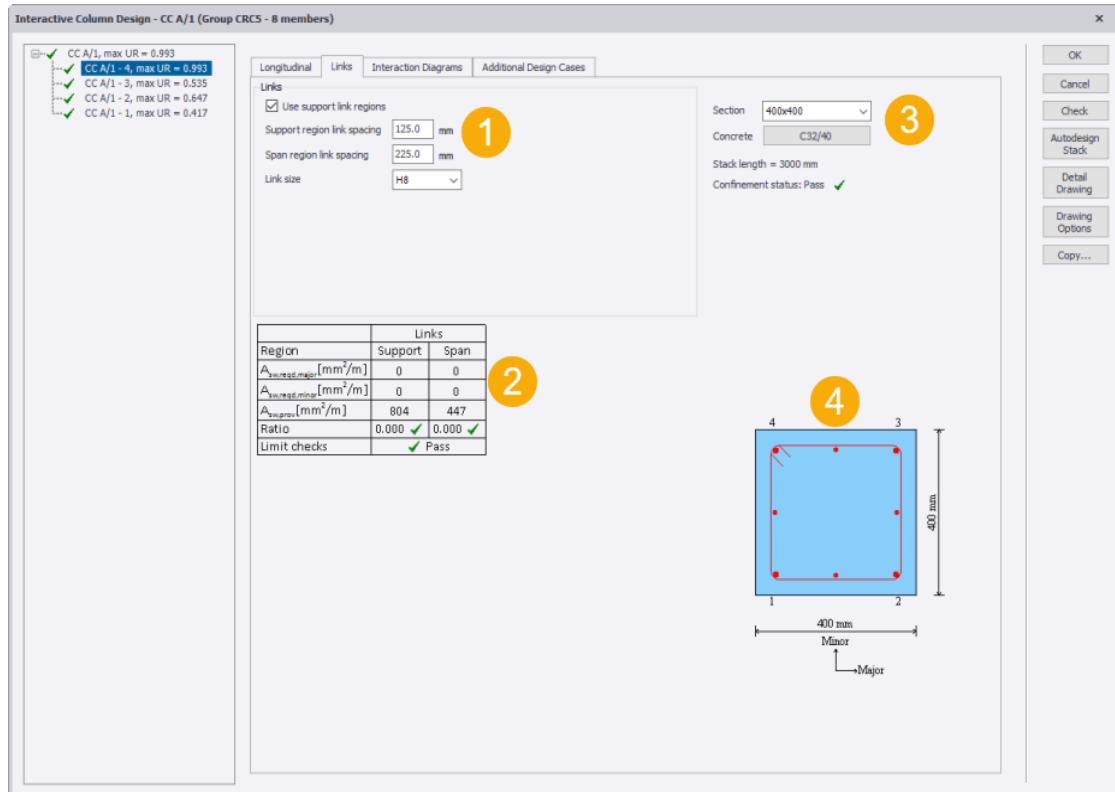 Interactive Column Design - CC A/1 (Group CRC5 - 8 members)
×
CC A/1, max UR = 0.993
CC A/1 - 4, max UR = 0.993
CC A/1 - 3, max UR = 0.535
CC A/1 - 2, max UR = 0.647
CC A/1 - 1, max UR = 0.417
Longitudinal Links Interaction Diagrams Additional Design Cases
Links
Use support link regions
Support region link spacing 125.0 mm
Span region link spacing 225.0 mm
Link size H8
1
Section 400x400
Concrete C32/40
3
Stack length = 3000 mm
Confinement status: Pass
OK
Cancel
Check
Autodesign
Stack
Detail
Drawing
Drawing
Options
Copy...
Links
Region Support Span
Asw,reqd,major[mm²/m] 0 0
Asw,reqd,minor[mm²/m] 0 0
Asw,prov[mm²/m] 804 447
Ratio 0.000 ✓ 0.000 ✓
Limit checks ✓ Pass
2
4
4 3
400 mm
1 2
400 mm
Minor
Major